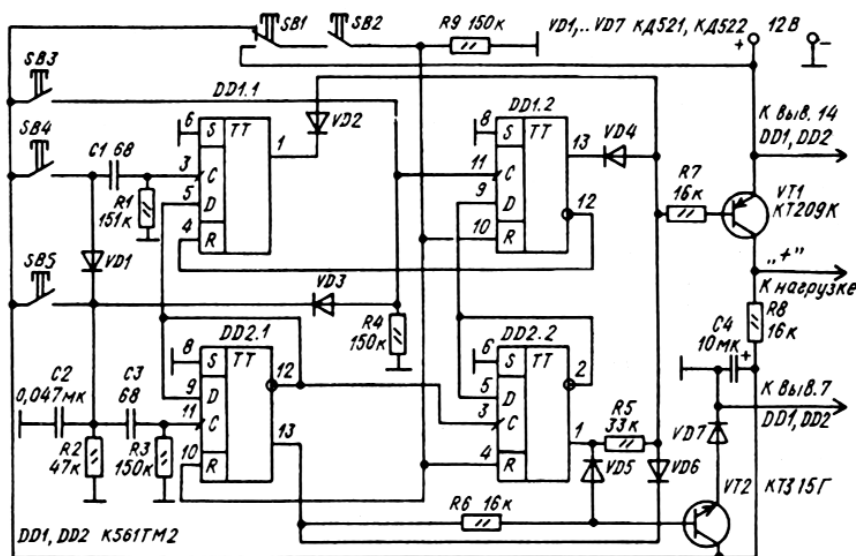 SB1
SB2
R9 150к
VD1,..VD7 КД521, КД522
+
12В
-
SB3
DD1.1
DD1.2
К выв. 14
DD1, DD2
6
S
TT
1
VD2
8
S
TT
13
VD4
SB4
C1 68
3
C
11
C
R7
16к
VT1
КТ209К
R1
151к
5
D
9
D
12
4
R
10
R
VD1
SB5
VD3
„+"
К нагрузке
R4
150к
R8
16к
DD2.1
DD2.2
C4
10мк
+
8
S
TT
12
6
S
TT
2
C2
0,047мк
C3
68
9
D
5
D
К выв.7
DD1, DD2
11
C
13
3
C
1
R5
33к
VD7
R2
47к
R3
150к
10
R
4
R
VD5
VD6
R6 16к
VT2
КТ315Г
DD1, DD2 К561ТМ2